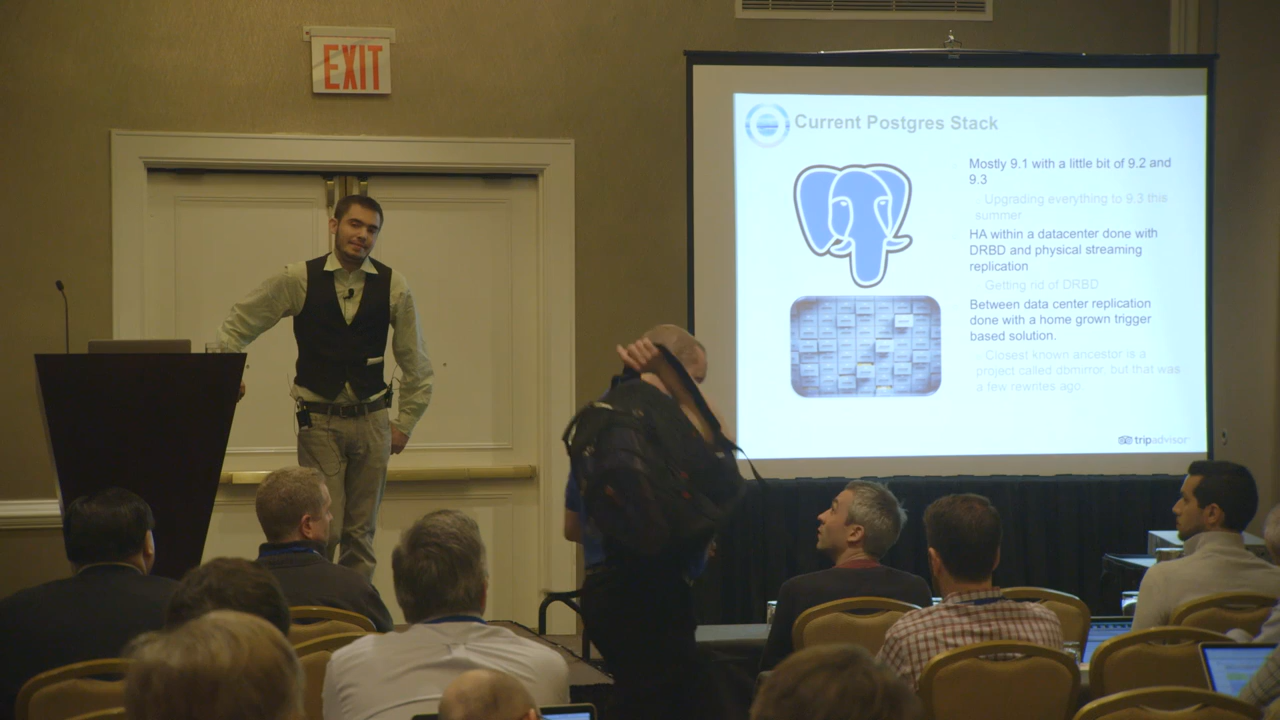 EXIT
Current Postgres Stack
Mostly 9.1 with a little bit of 9.2 and
9.3
Upgrading everything to 9.3 this
summer
HA within a datacenter done with
DRBD and physical streaming
replication
Getting rid of DRBD
Between data center replication
done with a home grown trigger
based solution.
Closest known ancestor is a
project called dbmirror, but that was
a few rewrites ago
tripadvisor